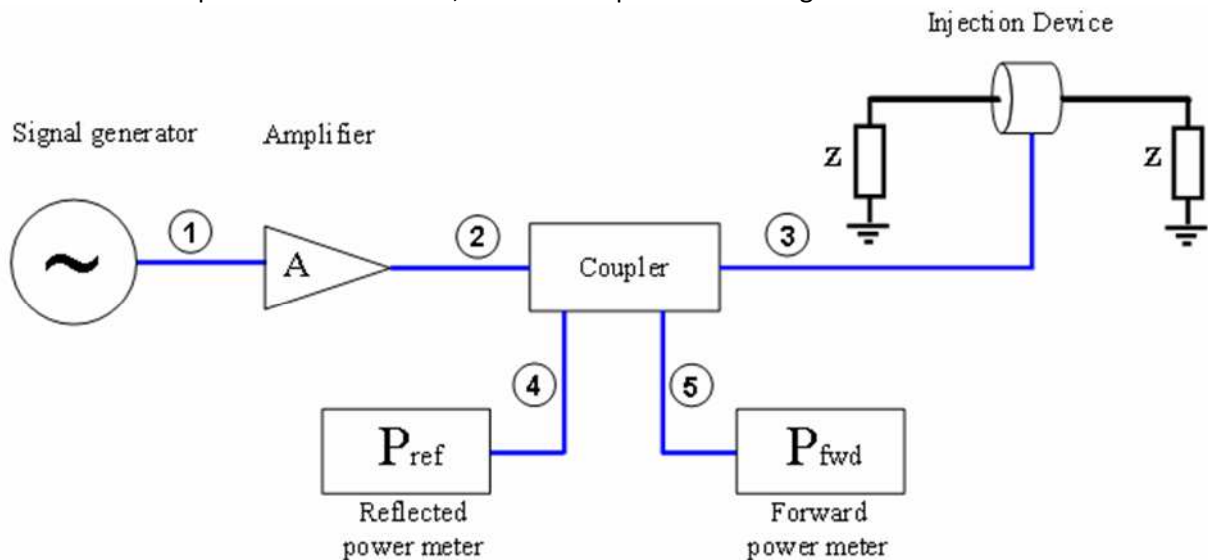 Injection Device
Signal generator
Amplifier
Z
Z
1
2
3
~
A
Coupler
4
5
Pref
Pfwd
Reflected
power meter
Forward
power meter